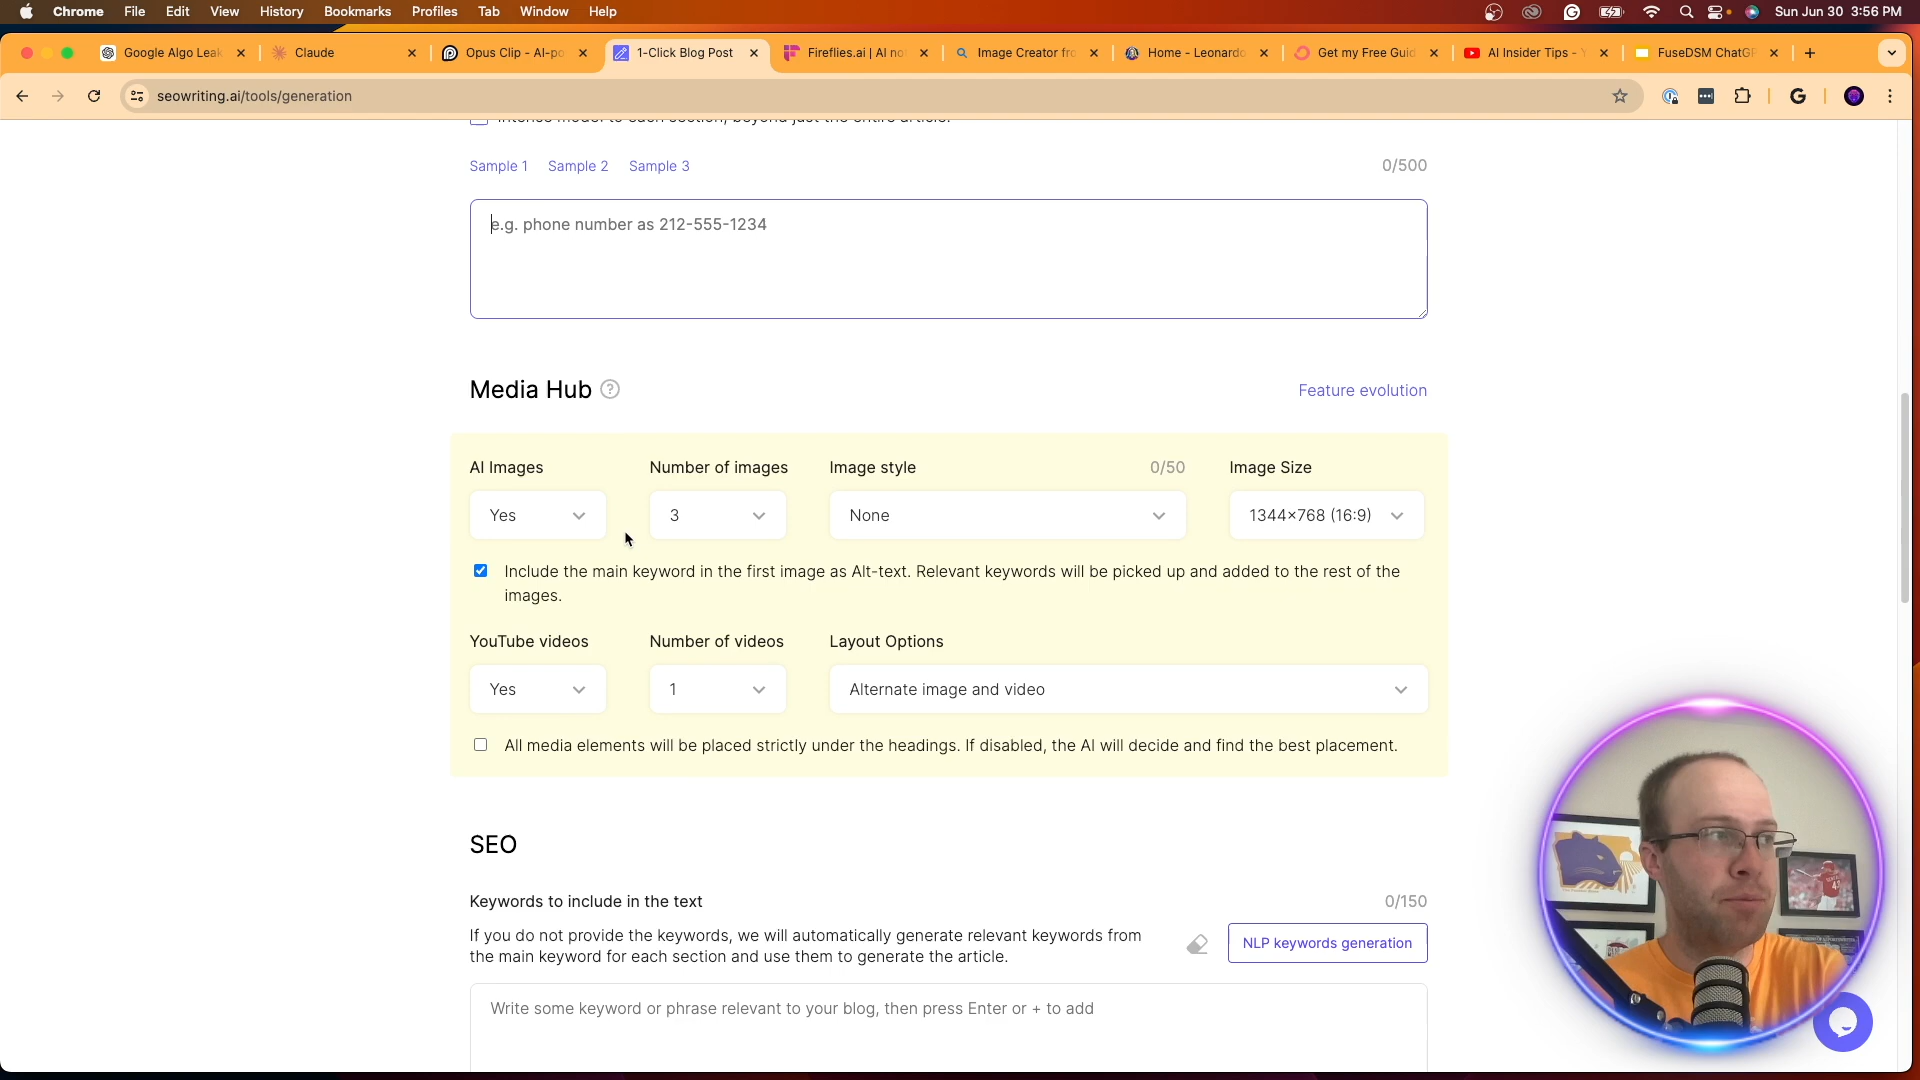 Chrome File Edit View History Bookmarks Profiles Tab Window Help Sun Jun 30 3:56 PM
Google Algo Leak Claude Opus Clip - AI-po 1-Click Blog Post Fireflies.ai | AI no Image Creator fro Home - Leonardo Get my Free Guid AI Insider Tips - FuseDSM ChatGP
seowriting.ai/tools/generation
intense model to each section, beyond just the entire article.
Sample 1 Sample 2 Sample 3 0/500
e.g. phone number as 212-555-1234
Media Hub ? Feature evolution
AI Images Number of images Image style 0/50 Image Size
Yes 3 None 1344×768 (16:9)
Include the main keyword in the first image as Alt-text. Relevant keywords will be picked up and added to the rest of the
images.
YouTube videos Number of videos Layout Options
Yes 1 Alternate image and video
All media elements will be placed strictly under the headings. If disabled, the AI will decide and find the best placement.
SEO
Keywords to include in the text 0/150
If you do not provide the keywords, we will automatically generate relevant keywords from
the main keyword for each section and use them to generate the article.
NLP keywords generation
Write some keyword or phrase relevant to your blog, then press Enter or + to add